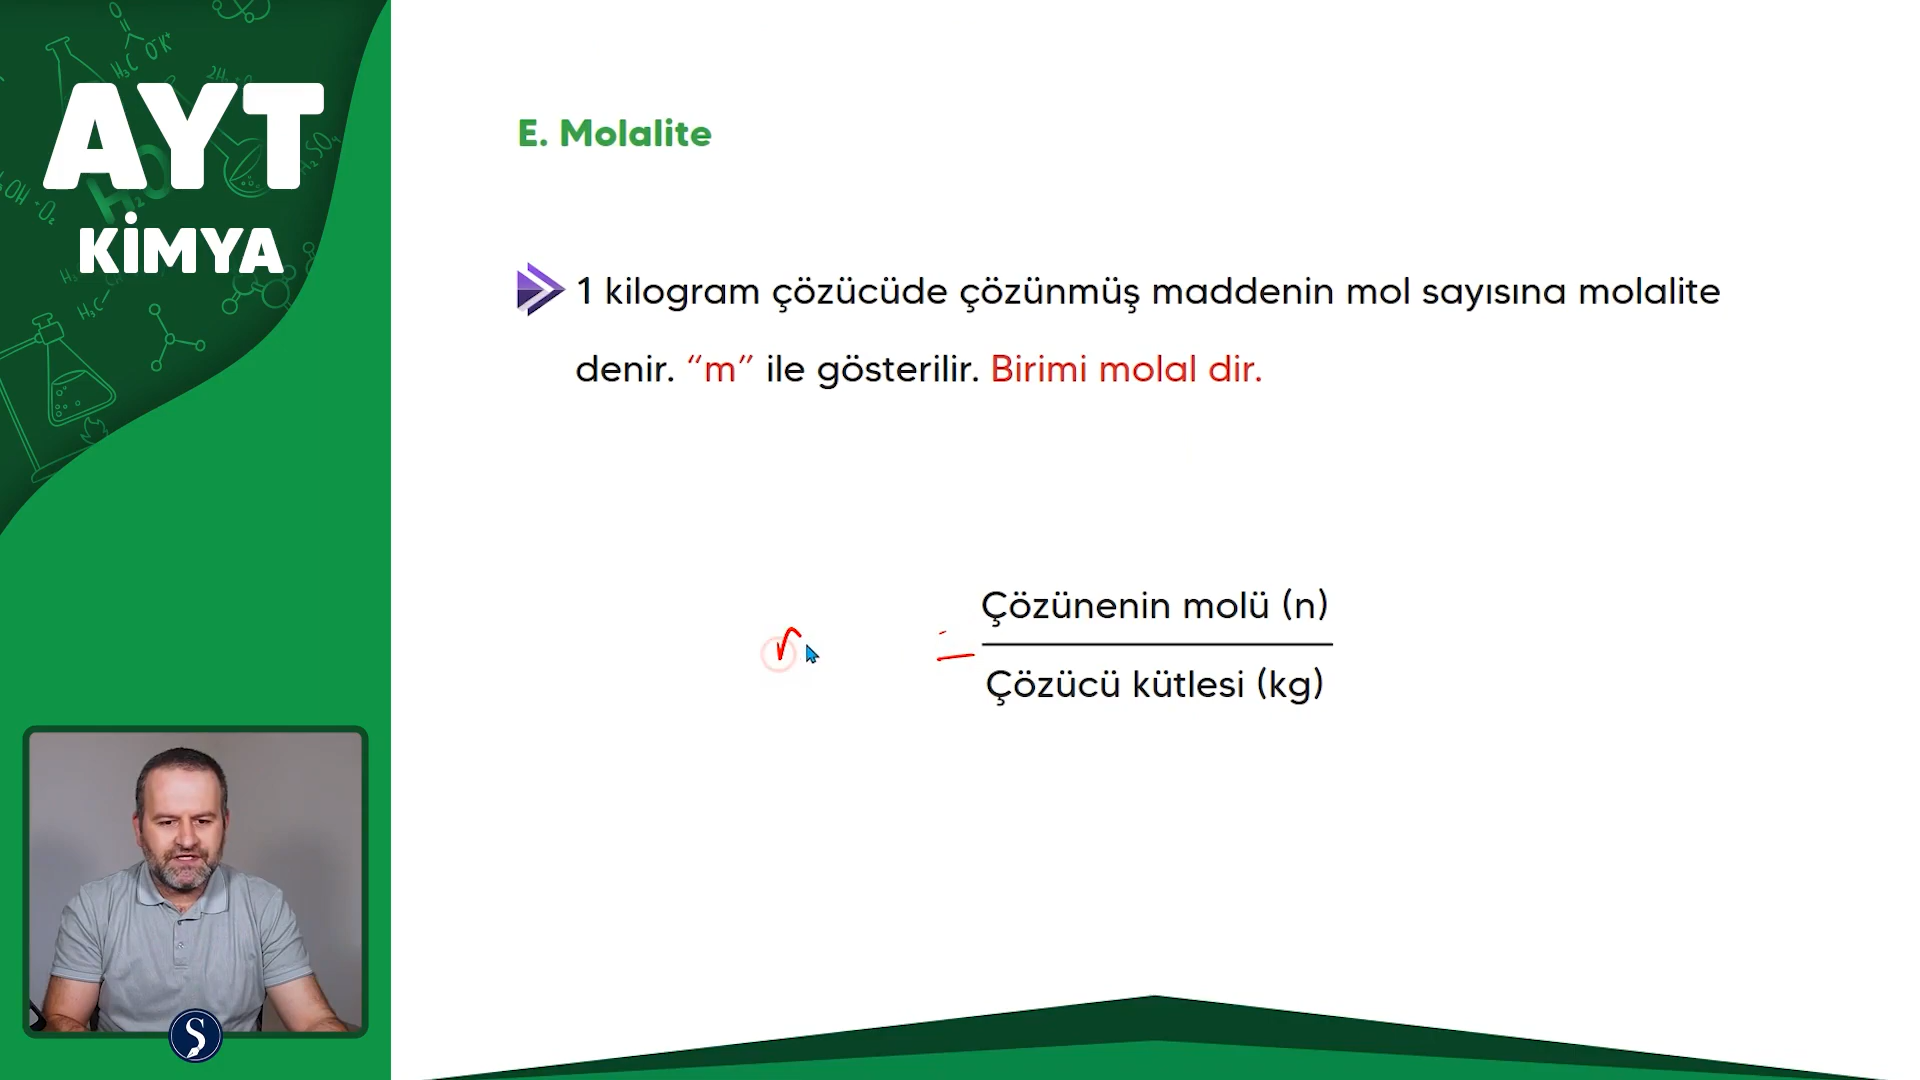 AYT
KİMYA
E. Molalite
1 kilogram çözücüde çözünmüş maddenin mol sayısına molalite
denir. “m” ile gösterilir. Birimi molal dir.
=
Çözünenin molü (n)
Çözücü kütlesi (kg)
H₂O
S